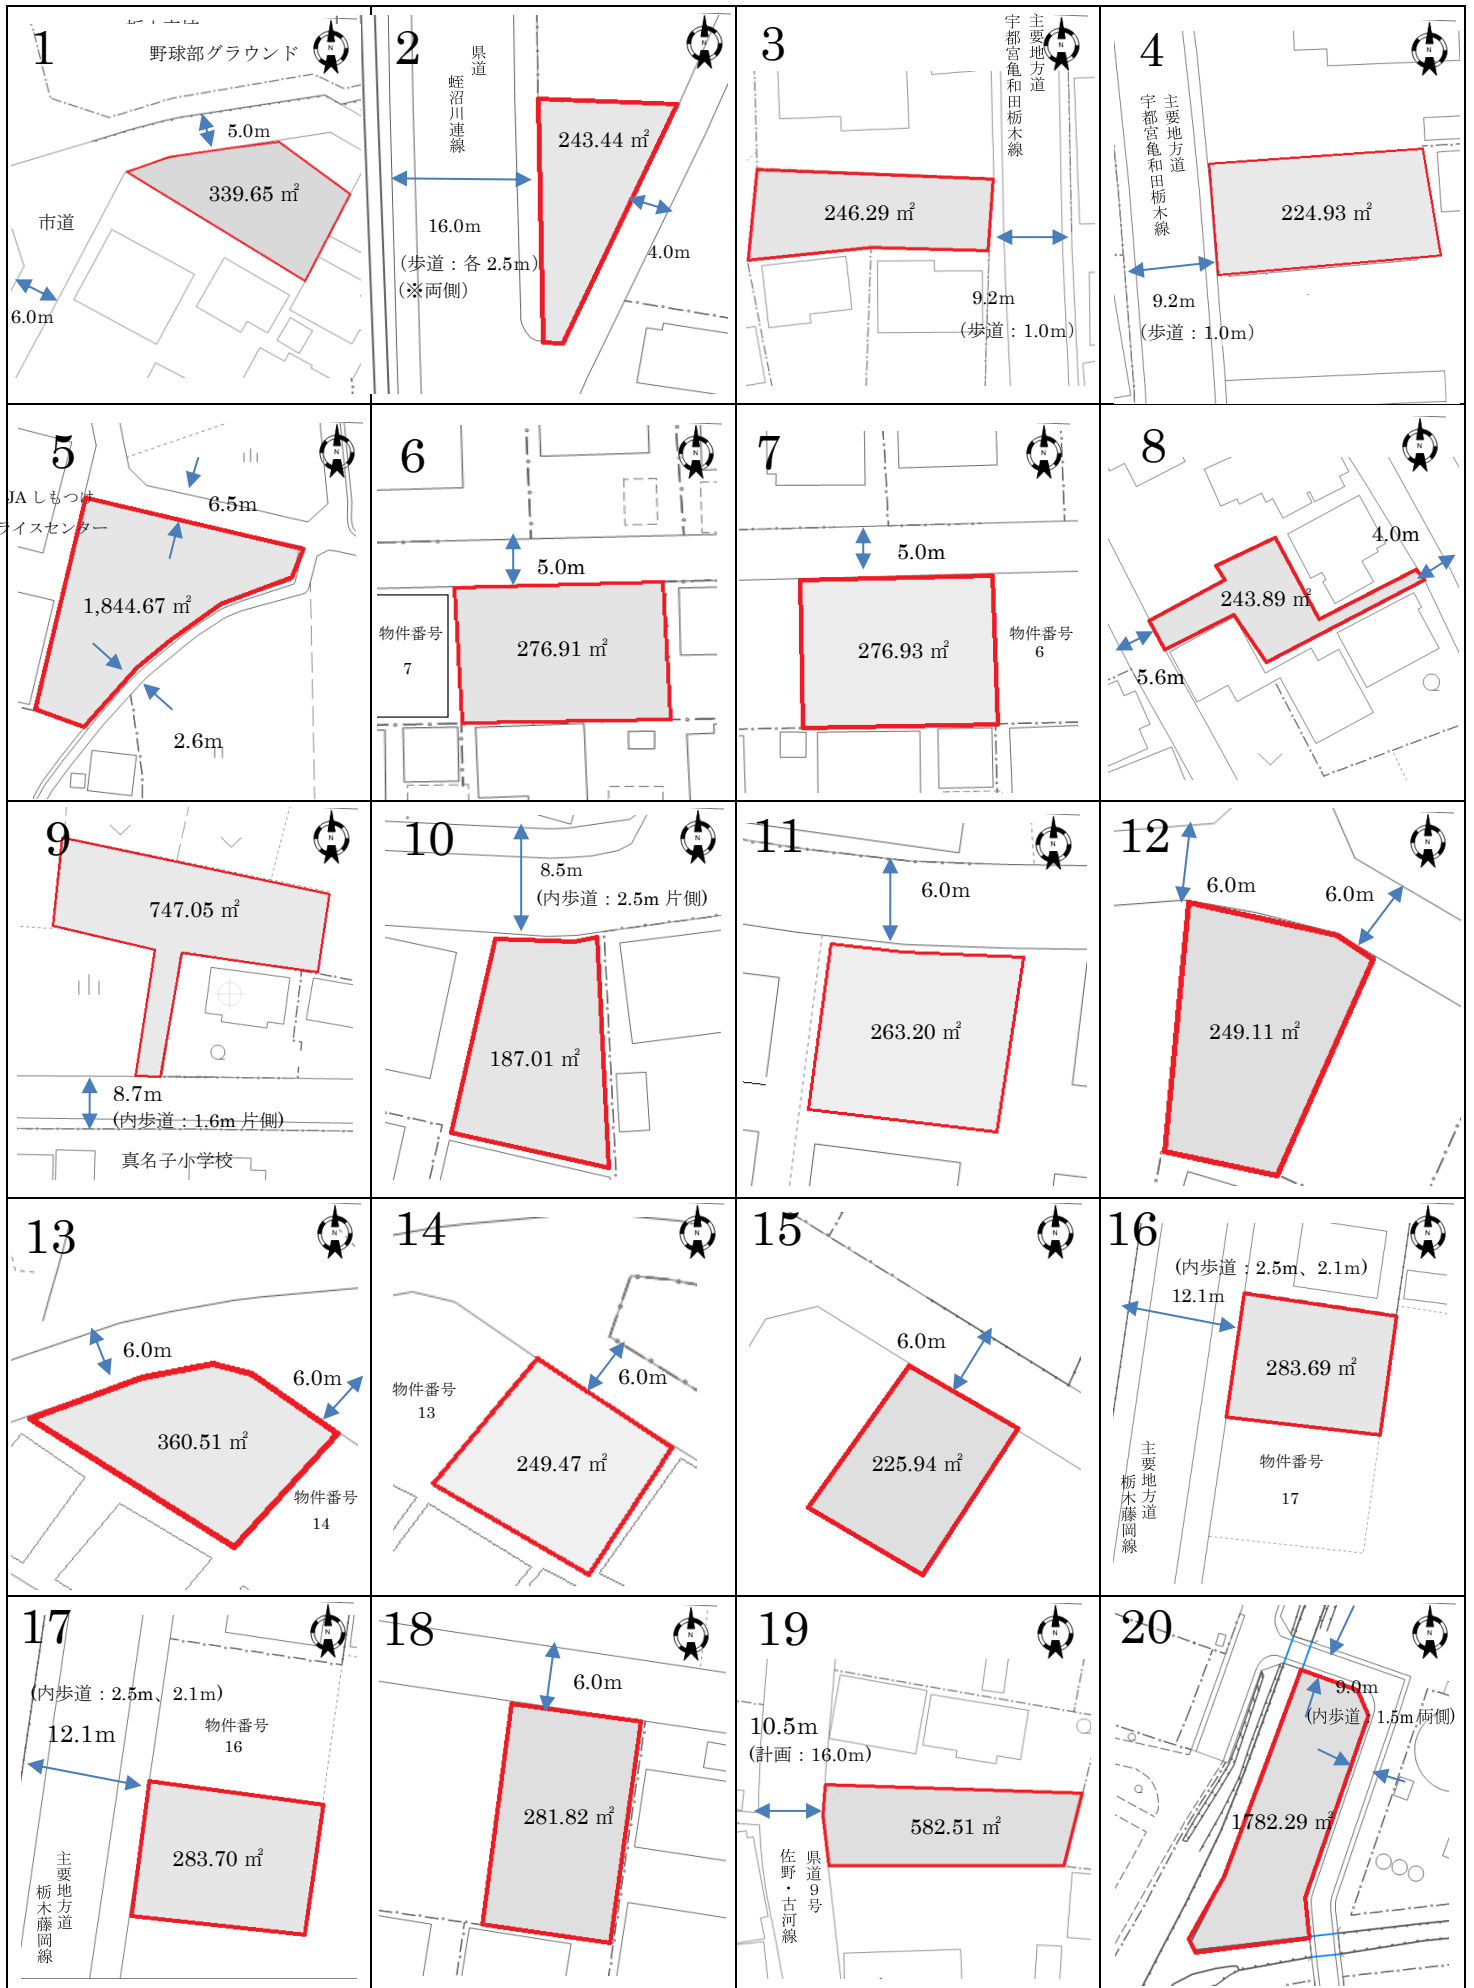 1
野球部グラウンド
N
5.0m
339.65 ㎡
市道
6.0m
2
県道
蛭沼川連線
N
243.44 ㎡
16.0m
(歩道：各 2.5m)
(※両側)
4.0m
3
主要地方道
宇都宮亀和田栃木線
N
246.29 ㎡
9.2m
(歩道：1.0m)
4
主要地方道
宇都宮亀和田栃木線
N
224.93 ㎡
9.2m
(歩道：1.0m)
5
N
JA しもつけ
ライスセンター
6.5m
1,844.67 ㎡
2.6m
6
N
5.0m
物件番号
7
276.91 ㎡
7
N
5.0m
276.93 ㎡
物件番号
6
8
N
4.0m
243.89 ㎡
5.6m
9
N
747.05 ㎡
8.7m
(内歩道：1.6m 片側)
真名子小学校
10
N
8.5m
(内歩道：2.5m 片側)
187.01 ㎡
11
N
6.0m
263.20 ㎡
12
N
6.0m
6.0m
249.11 ㎡
13
N
6.0m
6.0m
360.51 ㎡
物件番号
14
14
N
6.0m
物件番号
13
249.47 ㎡
15
N
6.0m
225.94 ㎡
16
N
(内歩道：2.5m、2.1m)
12.1m
283.69 ㎡
主要地方道
栃木藤岡線
物件番号
17
17
N
(内歩道：2.5m、2.1m)
12.1m
物件番号
16
283.70 ㎡
主要地方道
栃木藤岡線
18
N
6.0m
281.82 ㎡
19
N
10.5m
(計画：16.0m)
582.51 ㎡
県道９号
佐野・古河線
20
N
9.0m
(内歩道：1.5m 両側)
1782.29 ㎡